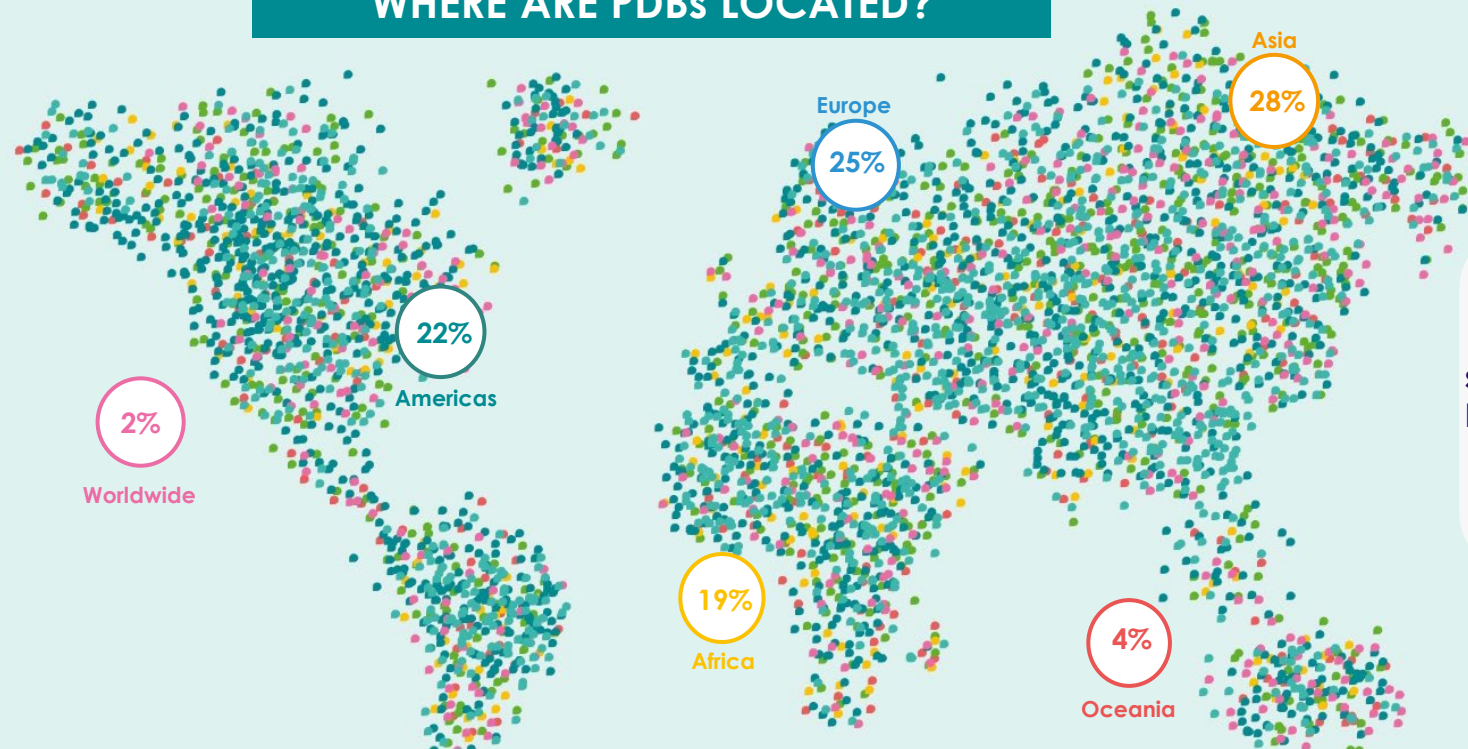 WHERE ARE PDBs LOCATED?
Asia
28%
Europe
25%
22%
Americas
2%
Worldwide
19%
Africa
4%
Oceania